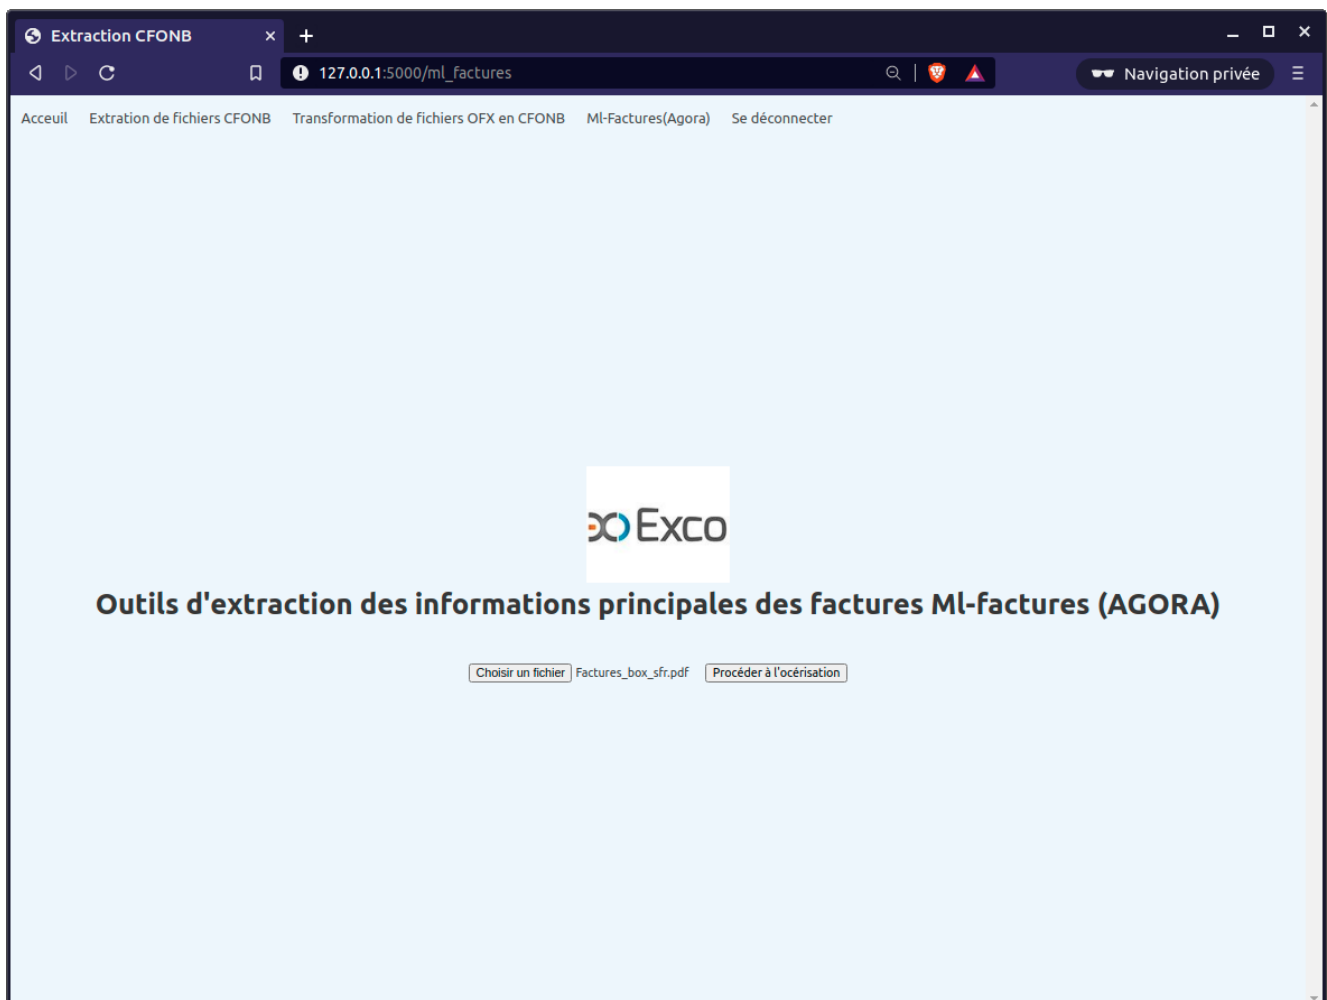 Extraction CFONB
127.0.0.1:5000/ml_factures
Navigation privée
Acceuil Extration de fichiers CFONB Transformation de fichiers OFX en CFONB Ml-Factures(Agora) Se déconnecter
Exco
Outils d'extraction des informations principales des factures Ml-factures (AGORA)
Choisir un fichier Factures_box_sfr.pdf Procéder à l'océrisation